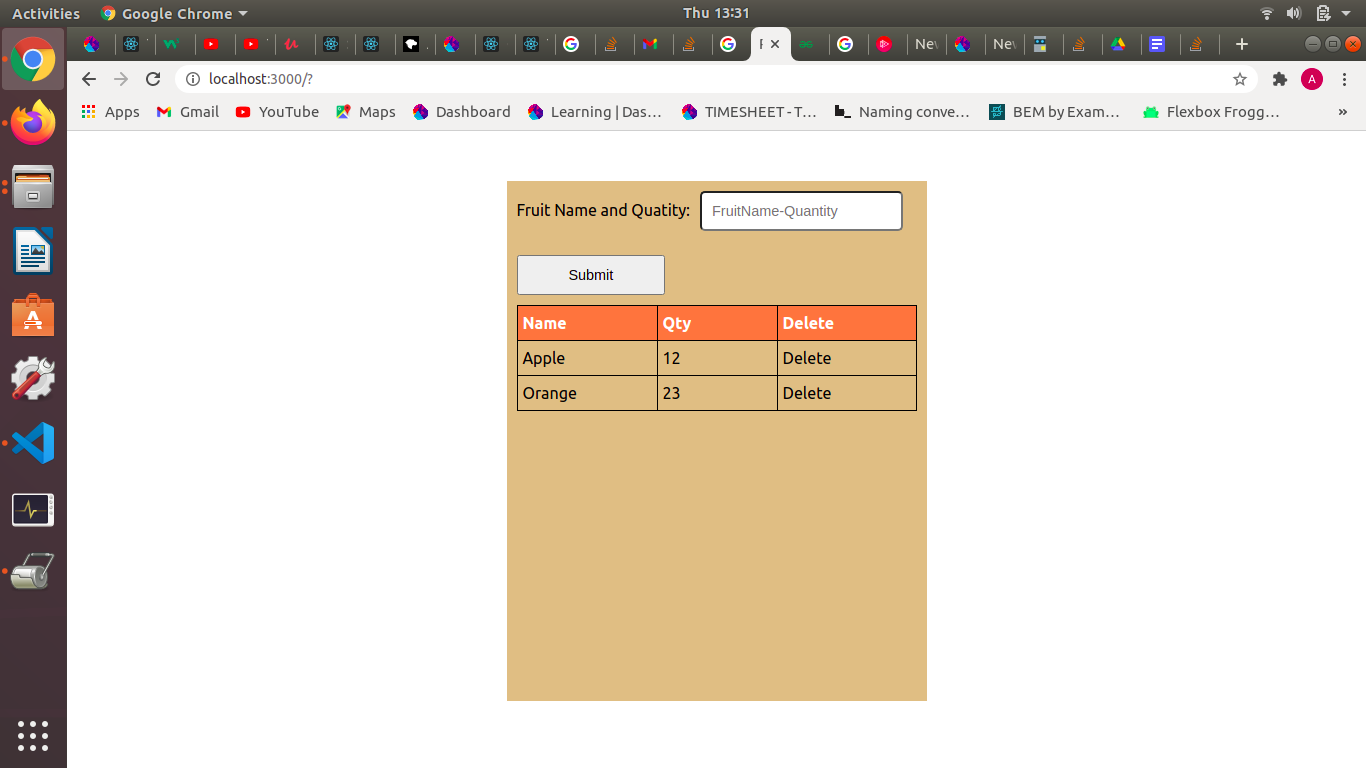 Activities Google Chrome Thu 13:31
New New
localhost:3000/?
A
Apps Gmail YouTube Maps Dashboard Learning | Das… TIMESHEET - T… Naming conve… BEM by Exam… Flexbox Frogg… »
Fruit Name and Quatity: FruitName-Quantity
Submit
Name Qty Delete
Apple 12 Delete
Orange 23 Delete